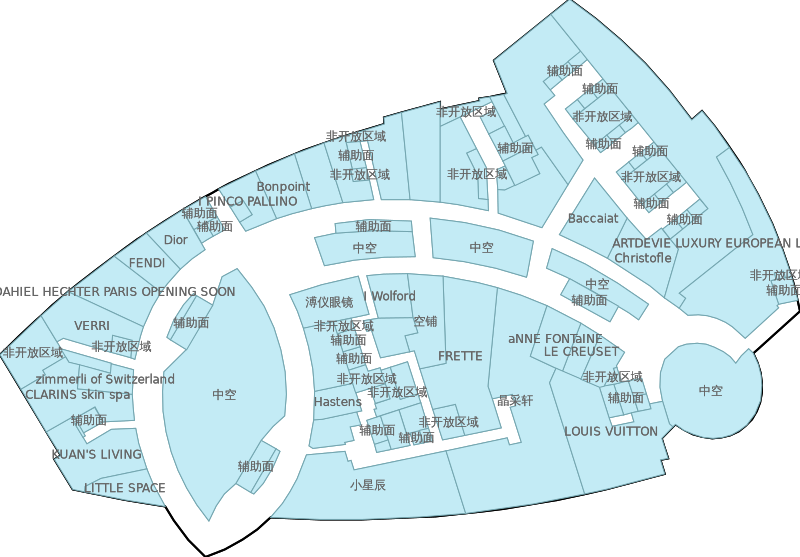 辅助面
辅助面
非开放区域
非开放区域
辅助面
非开放区域
辅助面
辅助面
辅助面
辅助面
非开放区域
非开放区域
非开放区域
Bonpoint
I PINCO PALLINO
辅助面
辅助面
辅助面
辅助面
Baccaiat
Dior
辅助面
中空
中空
ARTDEVIE LUXURY EUROPEAN L
Christofle
FENDI
非开放区域
中空
辅助面
DAHIEL HECHTER PARIS OPENING SOON
溥仪眼镜
Wolford
辅助面
VERRI
辅助面
非开放区域
空铺
辅助面
aNNE FONTAINE
LE CREUSET
非开放区域
非开放区域
辅助面
FRETTE
zimmerli of Switzerland
非开放区域
非开放区域
非开放区域
CLARINS skin spa
中空
中空
Hastens
晶采轩
辅助面
辅助面
非开放区域
辅助面
辅助面
LOUIS VUITTON
KUAN'S LIVING
辅助面
LITTLE SPACE
小星辰